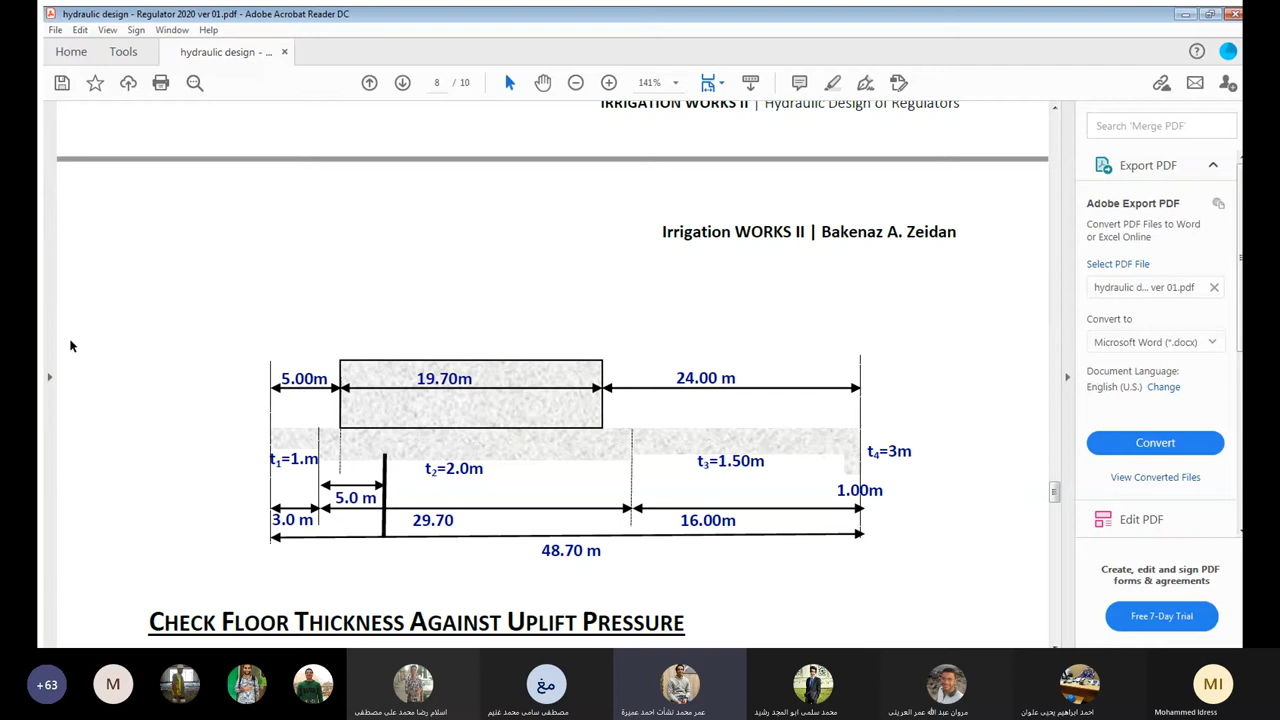 hydraulic design - Regulator 2020 ver 01.pdf - Adobe Acrobat Reader DC
File Edit View Sign Window Help
Home Tools hydraulic design - ... ×
8 / 10 141%
IRRIGATION WORKS II | Hydraulic Design of Regulators
Irrigation WORKS II | Bakenaz A. Zeidan
5.00m 19.70m 24.00 m
t1=1.m t2=2.0m t3=1.50m t4=3m
5.0 m 1.00m
3.0 m 29.70 16.00m
48.70 m
CHECK FLOOR THICKNESS AGAINST UPLIFT PRESSURE
Search 'Merge PDF'
Export PDF
Adobe Export PDF
Convert PDF Files to Word
or Excel Online
Select PDF File
hydraulic d... ver 01.pdf
Convert to
Microsoft Word (*.docx)
Document Language:
English (U.S.) Change
Convert
View Converted Files
Edit PDF
Create, edit and sign PDF
forms & agreements
Free 7-Day Trial
+63 M مغ MI
اسلام رضا محمد على مصطفى
مصطفى سامى محمد غنيم
عمر محمد نشأت احمد عميرة
محمد سلمى ابو المجد رشيد
مروان عبد الله عمر العرينى
احمد ابراهيم يحيى علوان
Mohammed Idress